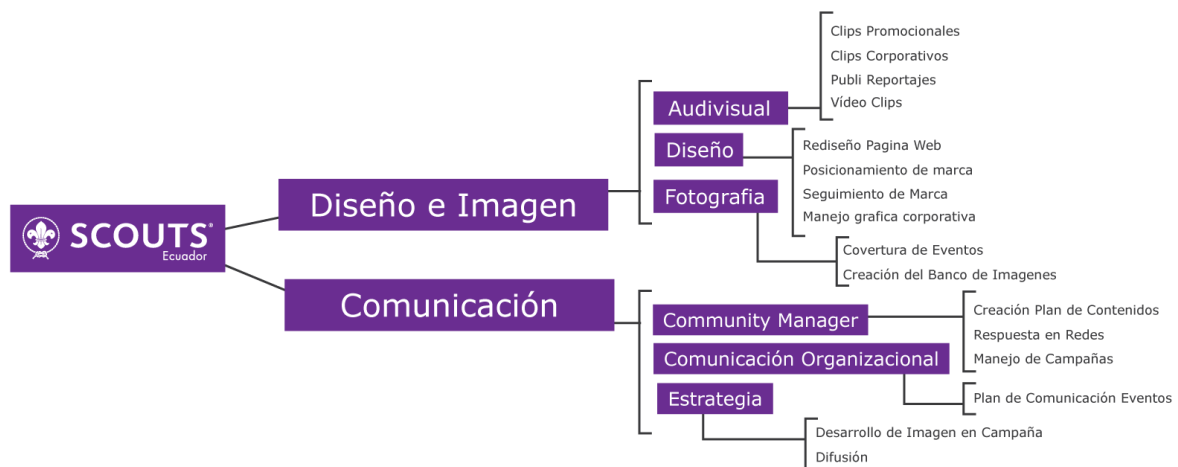 SCOUTS
Ecuador
Diseño e Imagen
Audivisual
Clips Promocionales
Clips Corporativos
Publi Reportajes
Vídeo Clips
Diseño
Rediseño Pagina Web
Posicionamiento de marca
Seguimiento de Marca
Manejo grafica corporativa
Fotografia
Covertura de Eventos
Creación del Banco de Imagenes
Comunicación
Community Manager
Creación Plan de Contenidos
Respuesta en Redes
Manejo de Campañas
Comunicación Organizacional
Plan de Comunicación Eventos
Estrategia
Desarrollo de Imagen en Campaña
Difusión